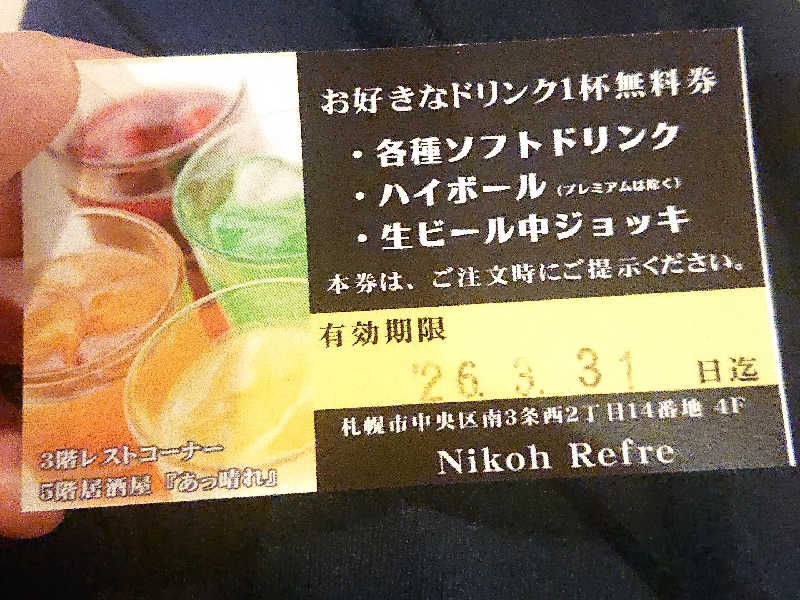 お好きなドリンク1杯無料券
・各種ソフトドリンク
・ハイボール(プレミアムは除く)
・生ビール中ジョッキ
本券は、ご注文時にご提示ください。
有効期限
'26.3.31 日迄
札幌市中央区南3条西2丁目14番地 4F
Nikoh Refre
3階レストコーナー
5階居酒屋『あっ晴れ』